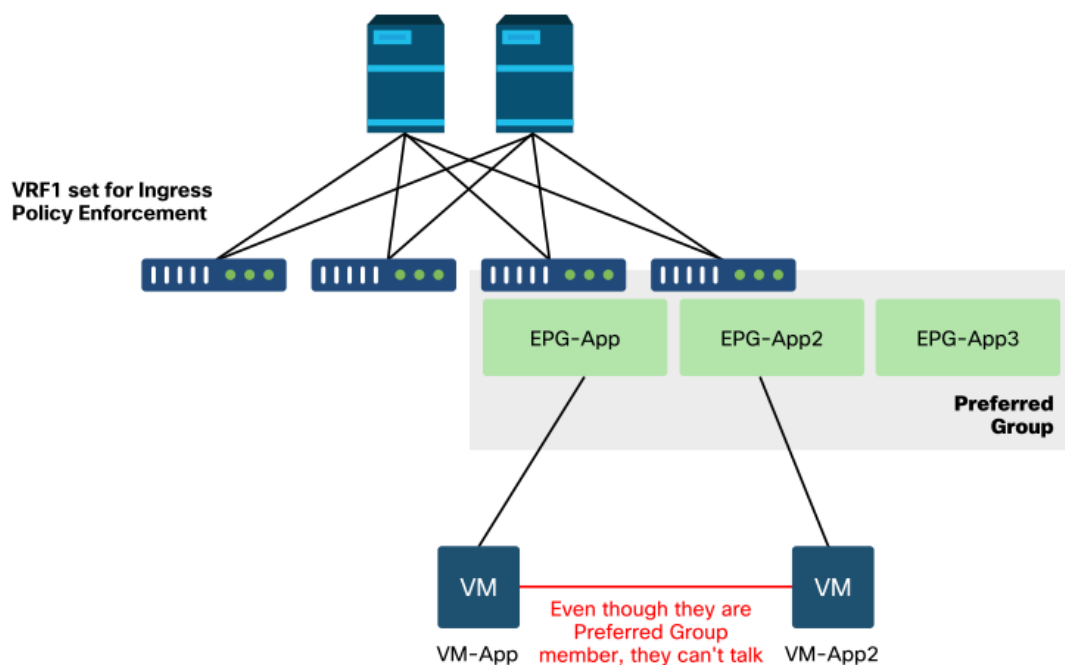 VRF1 set for Ingress
Policy Enforcement
EPG-App
EPG-App2
EPG-App3
Preferred
Group
VM
VM
Even though they are
Preferred Group
member, they can't talk
VM-App
VM-App2